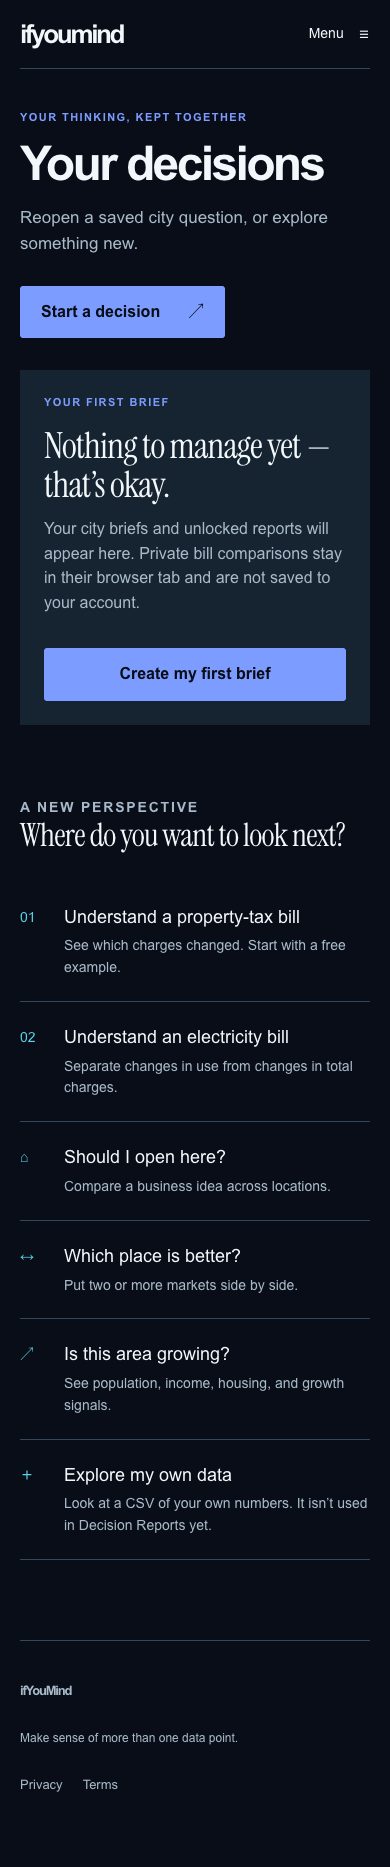 ifyoumind
Menu ≡
YOUR THINKING, KEPT TOGETHER
Your decisions
Reopen a saved city question, or explore
something new.
Start a decision ↗
YOUR FIRST BRIEF
Nothing to manage yet —
that’s okay.
Your city briefs and unlocked reports will
appear here. Private bill comparisons stay
in their browser tab and are not saved to
your account.
Create my first brief
A NEW PERSPECTIVE
Where do you want to look next?
01 Understand a property-tax bill
See which charges changed. Start with a free
example.
02 Understand an electricity bill
Separate changes in use from changes in total
charges.
⌂ Should I open here?
Compare a business idea across locations.
↔ Which place is better?
Put two or more markets side by side.
↗ Is this area growing?
See population, income, housing, and growth
signals.
+ Explore my own data
Look at a CSV of your own numbers. It isn’t used
in Decision Reports yet.
ifYouMind
Make sense of more than one data point.
Privacy Terms